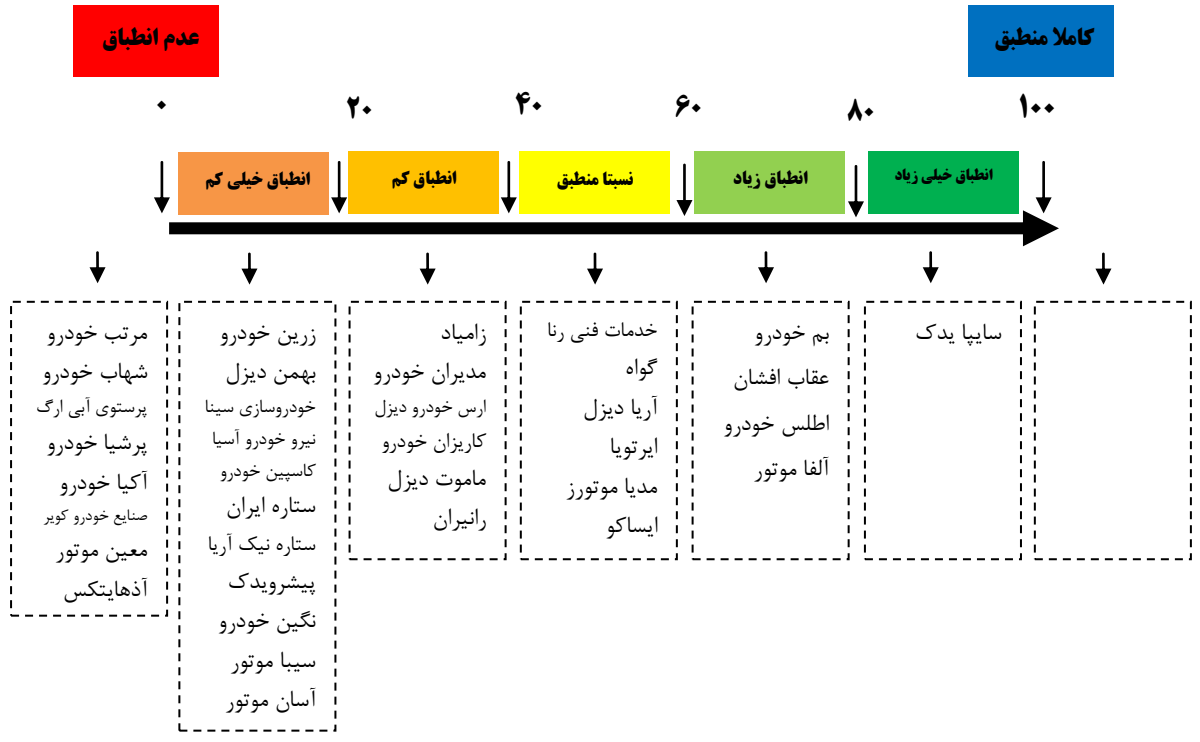 عدم انطباق
کاملا منطبق
۰
۲۰
۴۰
۶۰
۸۰
۱۰۰
انطباق خیلی کم
انطباق کم
نسبتا منطبق
انطباق زیاد
انطباق خیلی زیاد
مرتب خودرو
شهاب خودرو
پرستوی آبی ارگ
پرشیا خودرو
آکیا خودرو
صنایع خودرو کویر
معین موتور
آذهایتکس
زرین خودرو
بهمن دیزل
خودروسازی سینا
نیرو خودرو آسیا
کاسپین خودرو
ستاره ایران
ستاره نیک آریا
پیشرویدک
نگین خودرو
سیبا موتور
آسان موتور
زامیاد
مدیران خودرو
ارس خودرو دیزل
کاریزان خودرو
ماموت دیزل
رانیران
خدمات فنی رنا
گواه
آریا دیزل
ایرتویا
مدیا موتورز
ایساکو
بم خودرو
عقاب افشان
اطلس خودرو
آلفا موتور
سایپا یدک